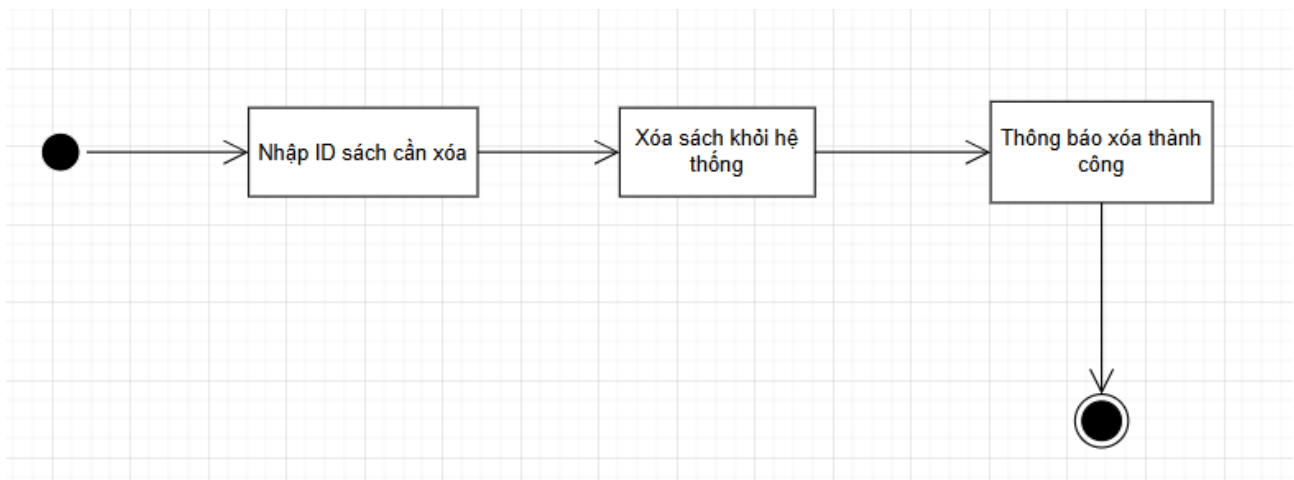 Nhập ID sách cần xóa
Xóa sách khỏi hệ
thống
Thông báo xóa thành
công